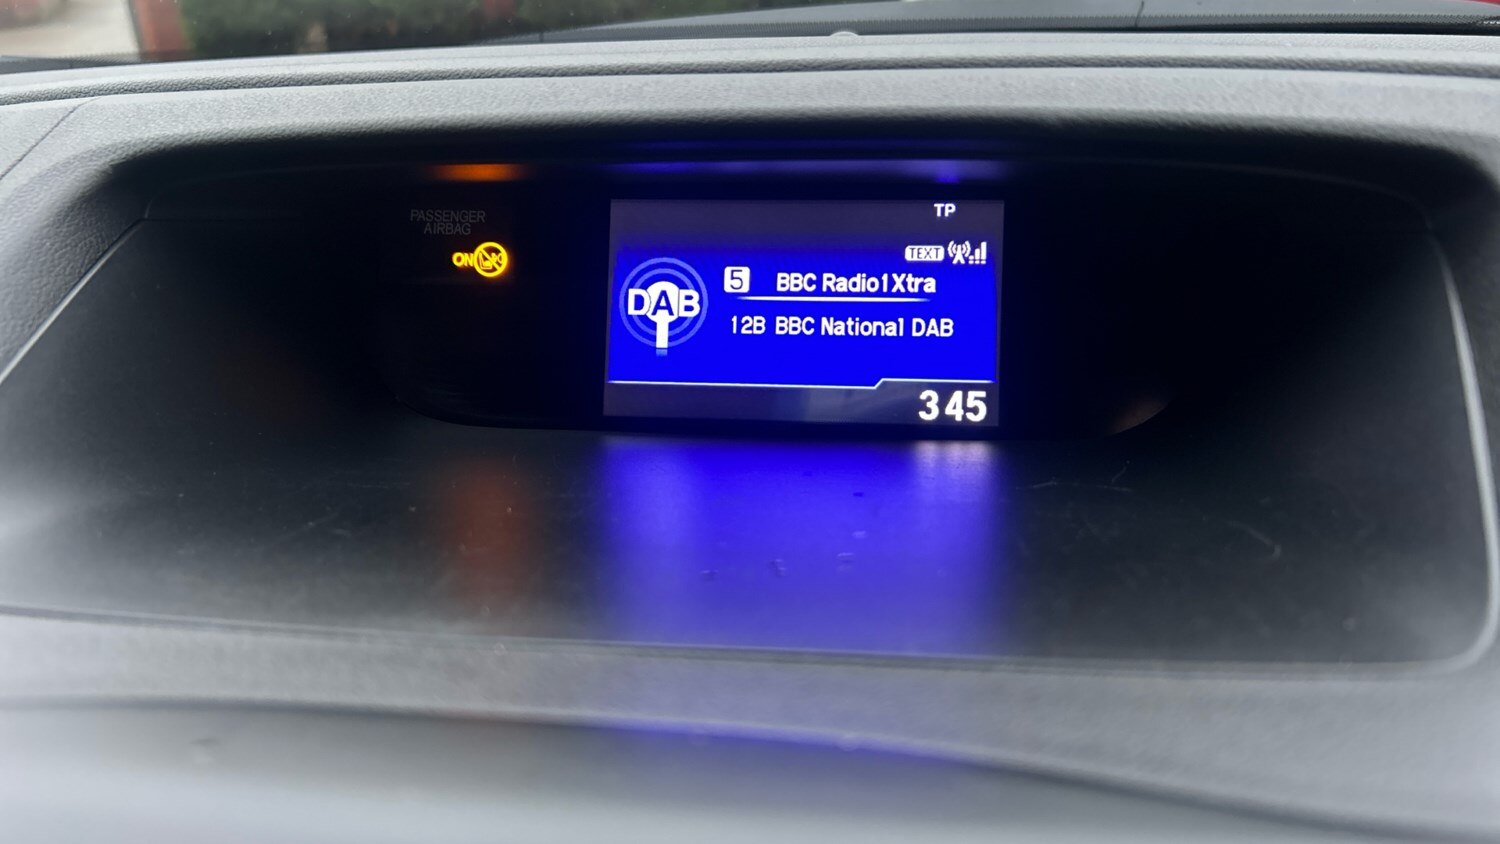 PASSENGER
AIRBAG
ON
TP
TEXT
DAB
5 BBC Radio1Xtra
12B BBC National DAB
345